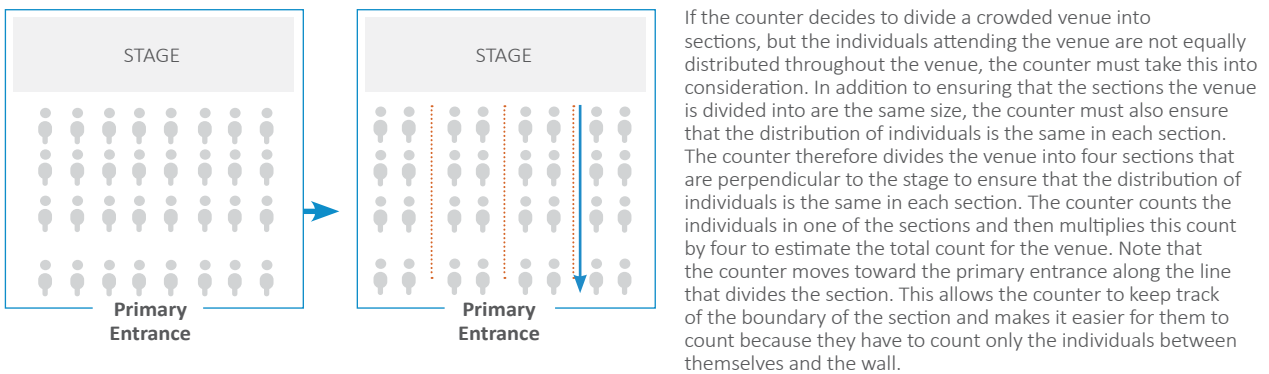 STAGE
Primary
Entrance
STAGE
Primary
Entrance
If the counter decides to divide a crowded venue into
sections, but the individuals attending the venue are not equally
distributed throughout the venue, the counter must take this into
consideration. In addition to ensuring that the sections the venue
is divided into are the same size, the counter must also ensure
that the distribution of individuals is the same in each section.
The counter therefore divides the venue into four sections that
are perpendicular to the stage to ensure that the distribution of
individuals is the same in each section. The counter counts the
individuals in one of the sections and then multiplies this count
by four to estimate the total count for the venue. Note that
the counter moves toward the primary entrance along the line
that divides the section. This allows the counter to keep track
of the boundary of the section and makes it easier for them to
count because they have to count only the individuals between
themselves and the wall.